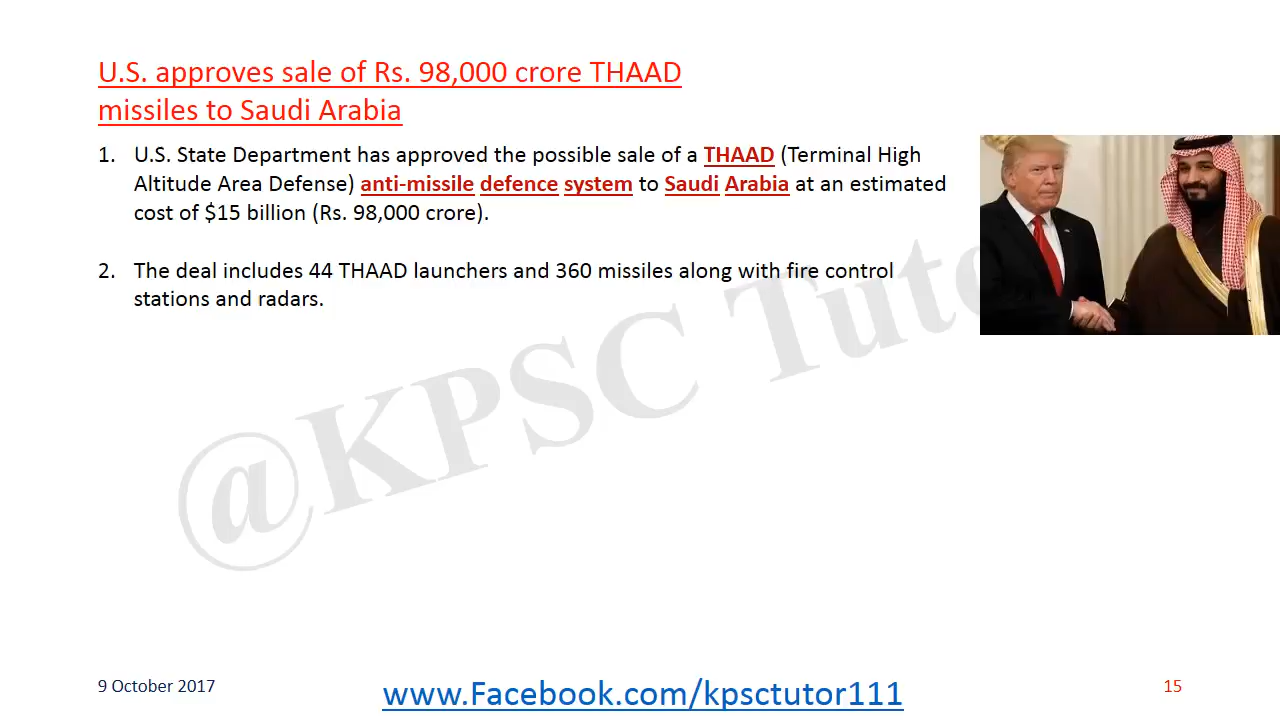 U.S. approves sale of Rs. 98,000 crore THAAD
missiles to Saudi Arabia
1. U.S. State Department has approved the possible sale of a THAAD (Terminal High
Altitude Area Defense) anti-missile defence system to Saudi Arabia at an estimated
cost of $15 billion (Rs. 98,000 crore).
2. The deal includes 44 THAAD launchers and 360 missiles along with fire control
stations and radars.
@KPSC Tuto
9 October 2017
www.Facebook.com/kpsctutor111
15